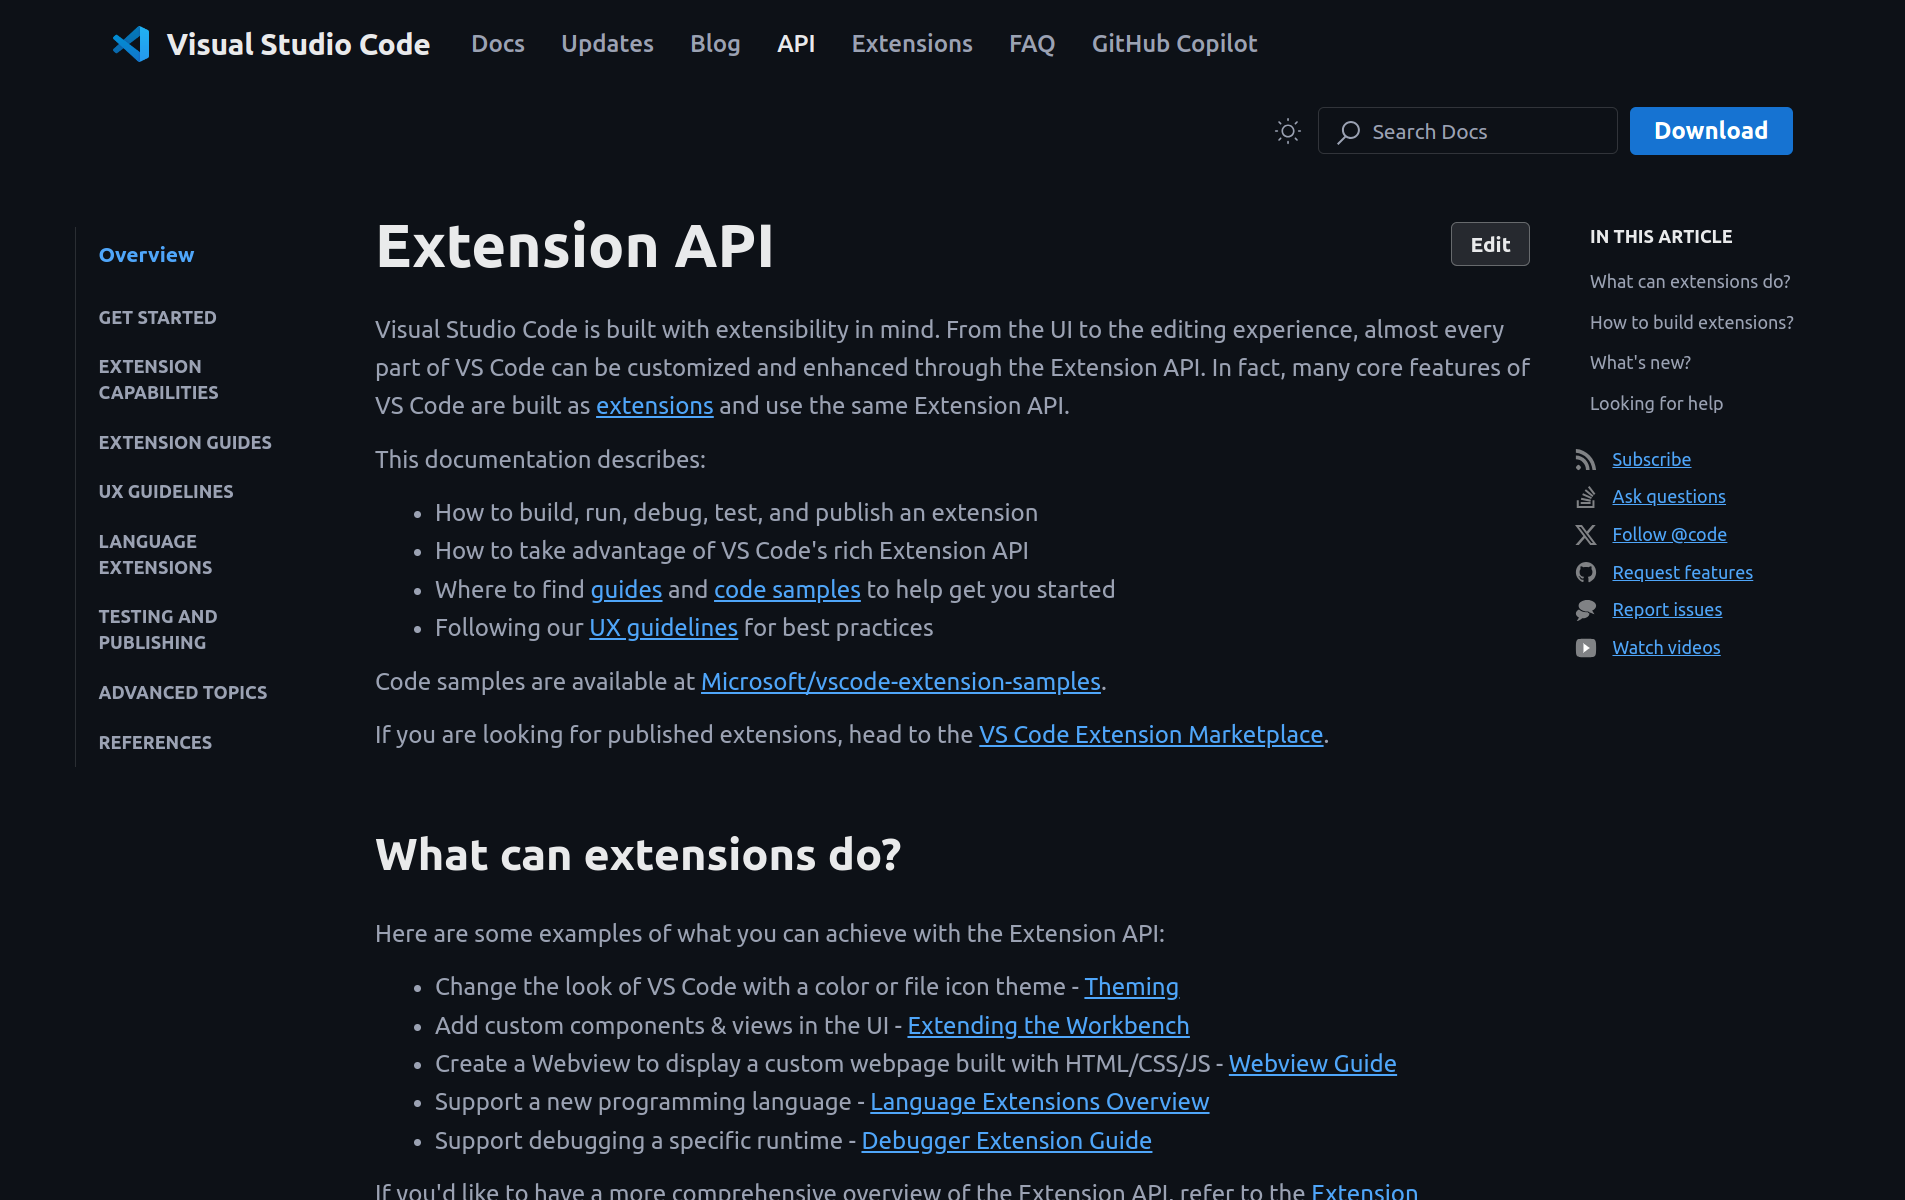 Visual Studio Code Docs Updates Blog API Extensions FAQ GitHub Copilot
Search Docs Download
Overview
GET STARTED
EXTENSION
CAPABILITIES
EXTENSION GUIDES
UX GUIDELINES
LANGUAGE
EXTENSIONS
TESTING AND
PUBLISHING
ADVANCED TOPICS
REFERENCES
Extension API
Edit
Visual Studio Code is built with extensibility in mind. From the UI to the editing experience, almost every
part of VS Code can be customized and enhanced through the Extension API. In fact, many core features of
VS Code are built as extensions and use the same Extension API.
This documentation describes:
• How to build, run, debug, test, and publish an extension
• How to take advantage of VS Code's rich Extension API
• Where to find guides and code samples to help get you started
• Following our UX guidelines for best practices
Code samples are available at Microsoft/vscode-extension-samples.
If you are looking for published extensions, head to the VS Code Extension Marketplace.
What can extensions do?
Here are some examples of what you can achieve with the Extension API:
• Change the look of VS Code with a color or file icon theme - Theming
• Add custom components & views in the UI - Extending the Workbench
• Create a Webview to display a custom webpage built with HTML/CSS/JS - Webview Guide
• Support a new programming language - Language Extensions Overview
• Support debugging a specific runtime - Debugger Extension Guide
If you'd like to have a more comprehensive overview of the Extension API, refer to the Extension
IN THIS ARTICLE
What can extensions do?
How to build extensions?
What's new?
Looking for help
Subscribe
Ask questions
Follow @code
Request features
Report issues
Watch videos